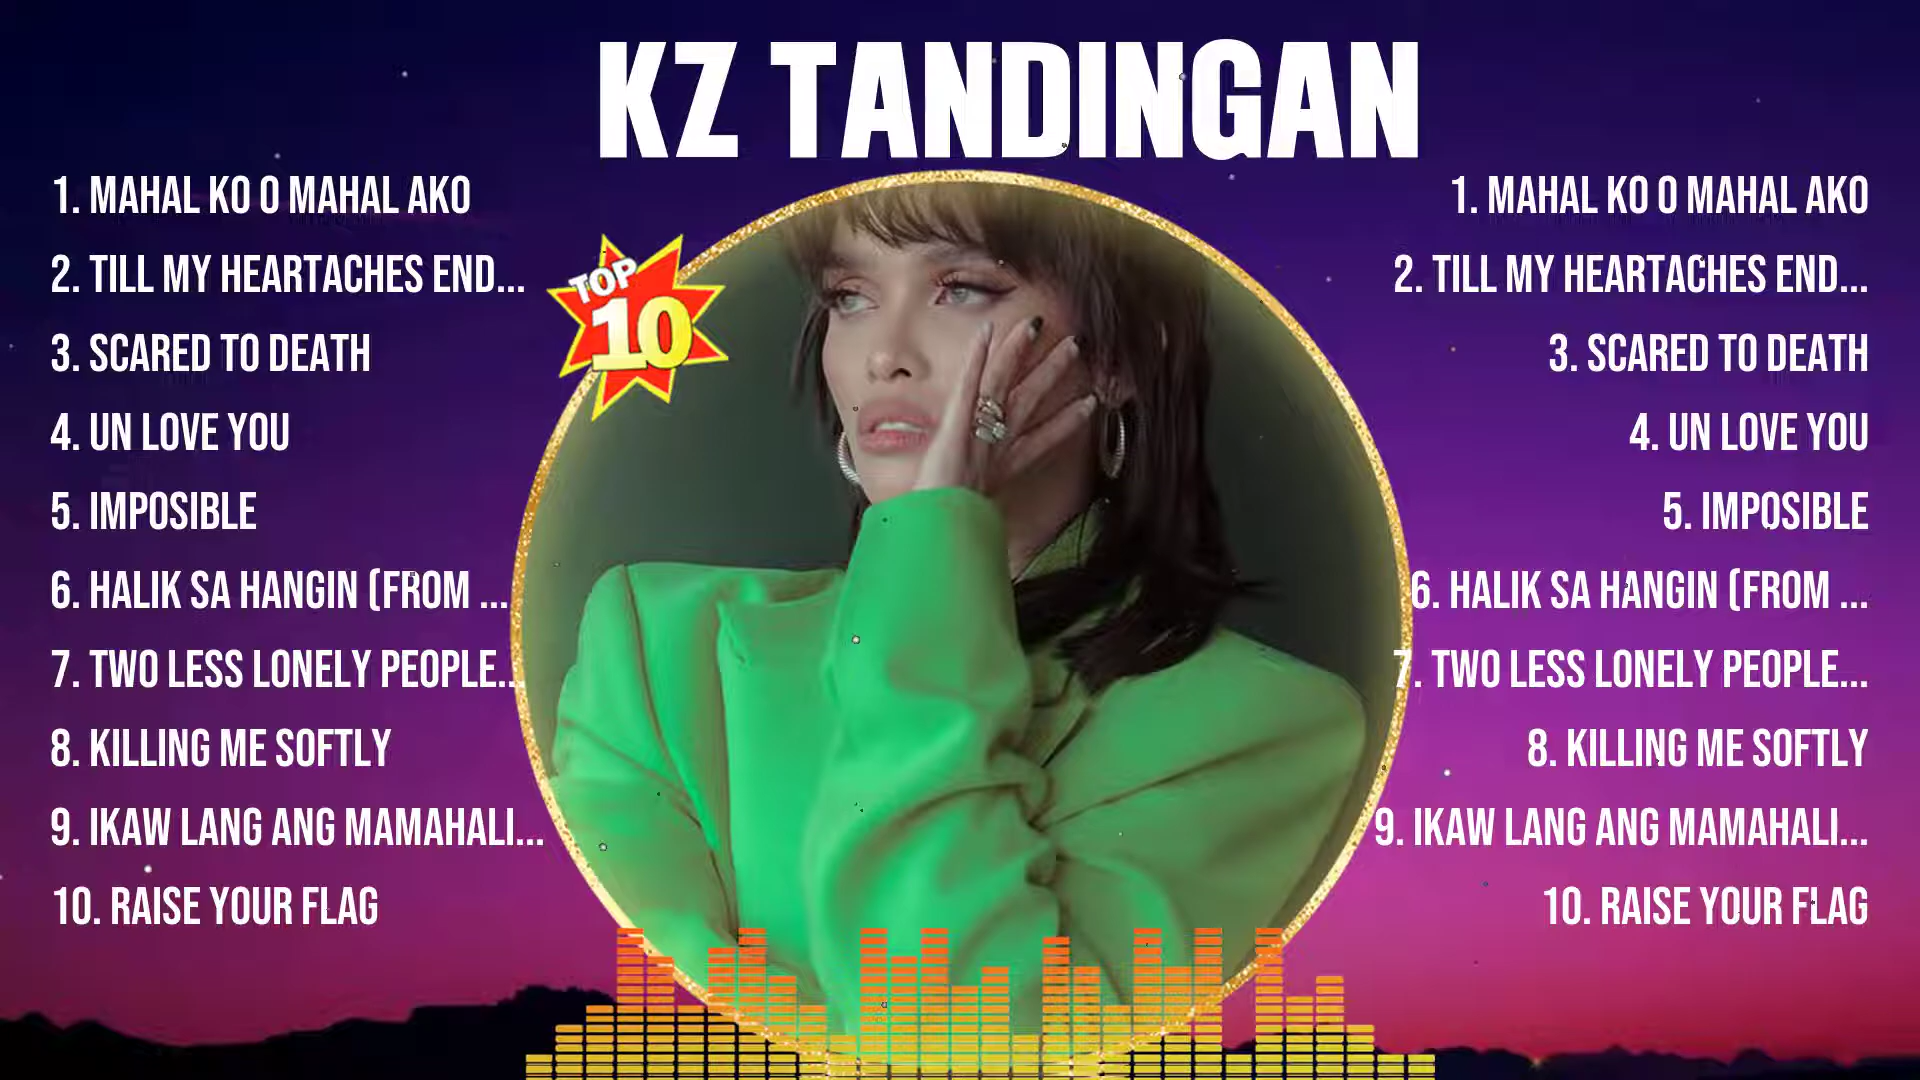 KZ TANDINGAN
1. MAHAL KO O MAHAL AKO
2. TILL MY HEARTACHES END...
3. SCARED TO DEATH
4. UN LOVE YOU
5. IMPOSIBLE
6. HALIK SA HANGIN (FROM ...
7. TWO LESS LONELY PEOPLE...
8. KILLING ME SOFTLY
9. IKAW LANG ANG MAMAHALI...
10. RAISE YOUR FLAG
TOP
10
1. MAHAL KO O MAHAL AKO
2. TILL MY HEARTACHES END...
3. SCARED TO DEATH
4. UN LOVE YOU
5. IMPOSIBLE
6. HALIK SA HANGIN (FROM ...
7. TWO LESS LONELY PEOPLE...
8. KILLING ME SOFTLY
9. IKAW LANG ANG MAMAHALI...
10. RAISE YOUR FLAG